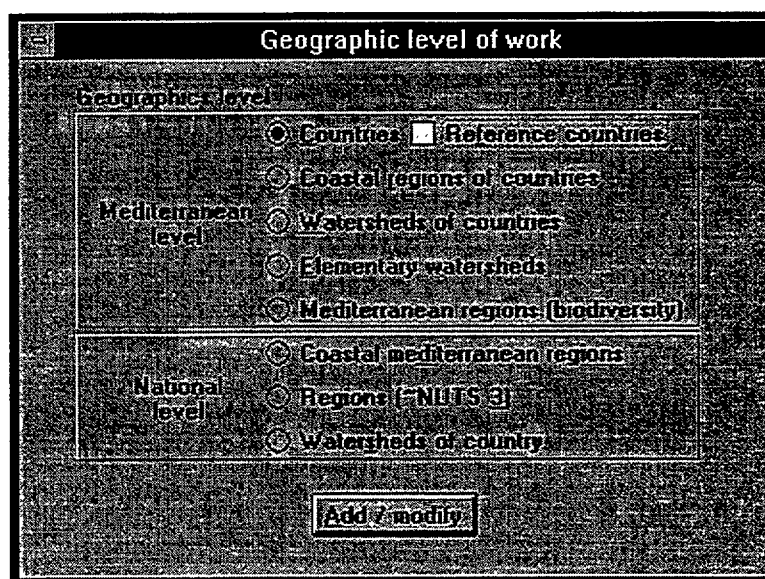 Geographic level of work
Geographics level
Mediterranean level
Countries Reference countries
Coastal regions of countries
Watersheds of countries
Elementary watersheds
Mediterranean regions (biodiversity)
National level
Coastal mediterranean regions
Regions (~NUTS 3)
Watersheds of country
Add / modify